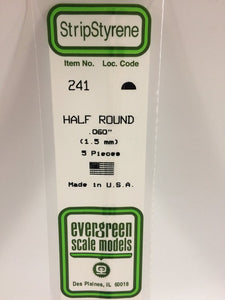 StripStyrene
Item No. Loc. Code
241
HALF ROUND
.060"
(1.5 mm)
5 Pieces
Made in U.S.A.
evergreen
scale models
Des Plaines, IL 60018